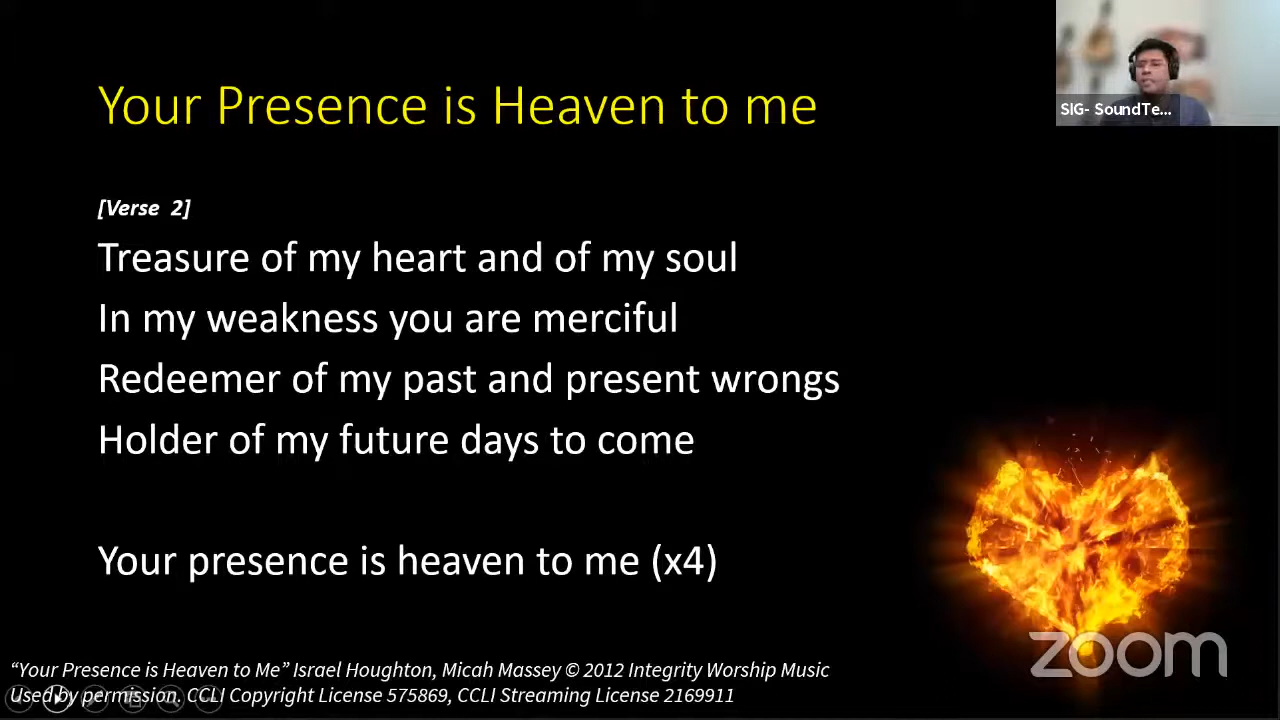 Your Presence is Heaven to me
SIG- SoundTe...
[Verse 2]
Treasure of my heart and of my soul
In my weakness you are merciful
Redeemer of my past and present wrongs
Holder of my future days to come
Your presence is heaven to me (x4)
zoom
“Your Presence is Heaven to Me” Israel Houghton, Micah Massey © 2012 Integrity Worship Music
Used by permission. CCLI Copyright License 575869, CCLI Streaming License 2169911